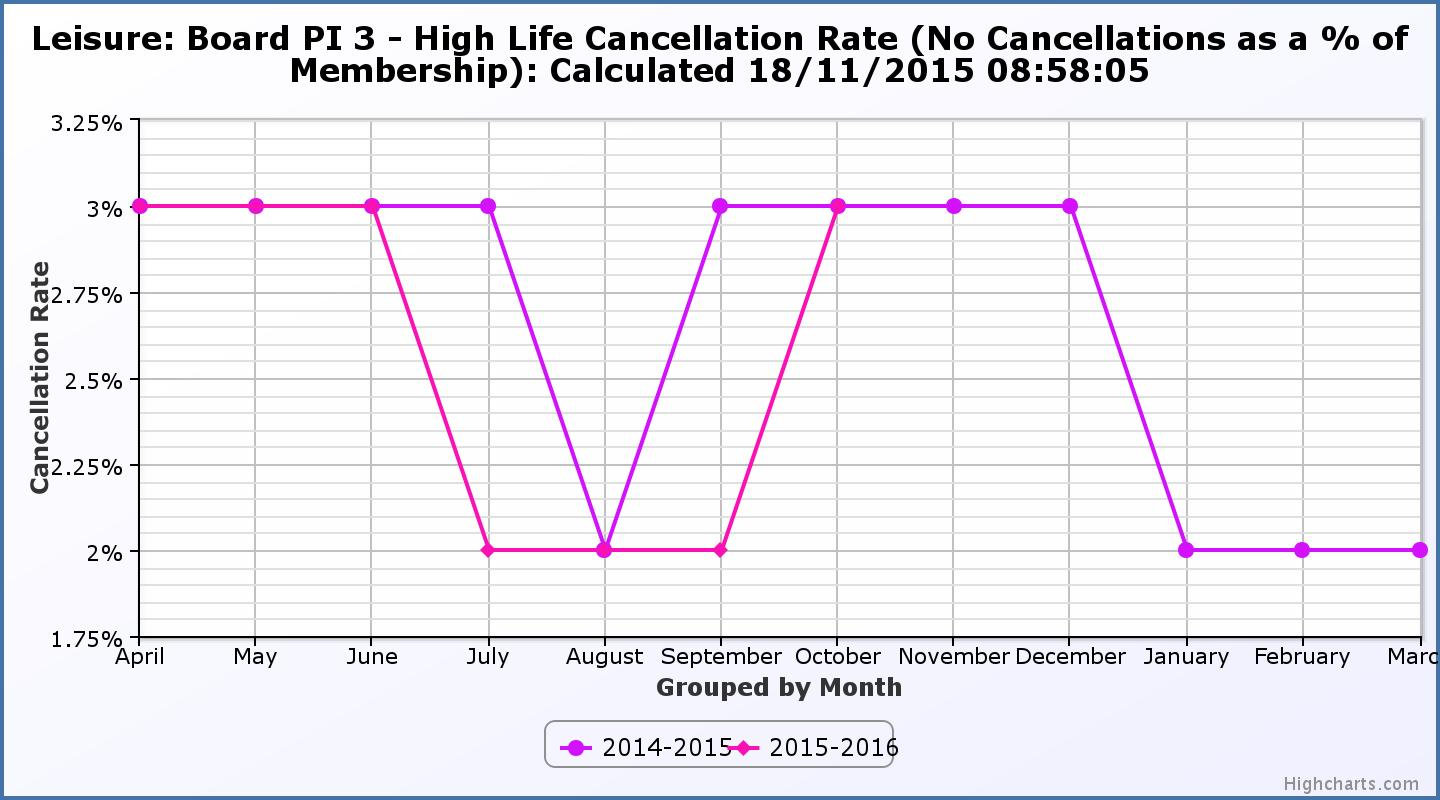 Leisure: Board PI 3 - High Life Cancellation Rate (No Cancellations as a % of
Membership): Calculated 18/11/2015 08:58:05
3.25%
3%
2.75%
2.5%
2.25%
2%
1.75%
Cancellation Rate
April May June July August September October November December January February Marc
Grouped by Month
2014-2015 2015-2016
Highcharts.com